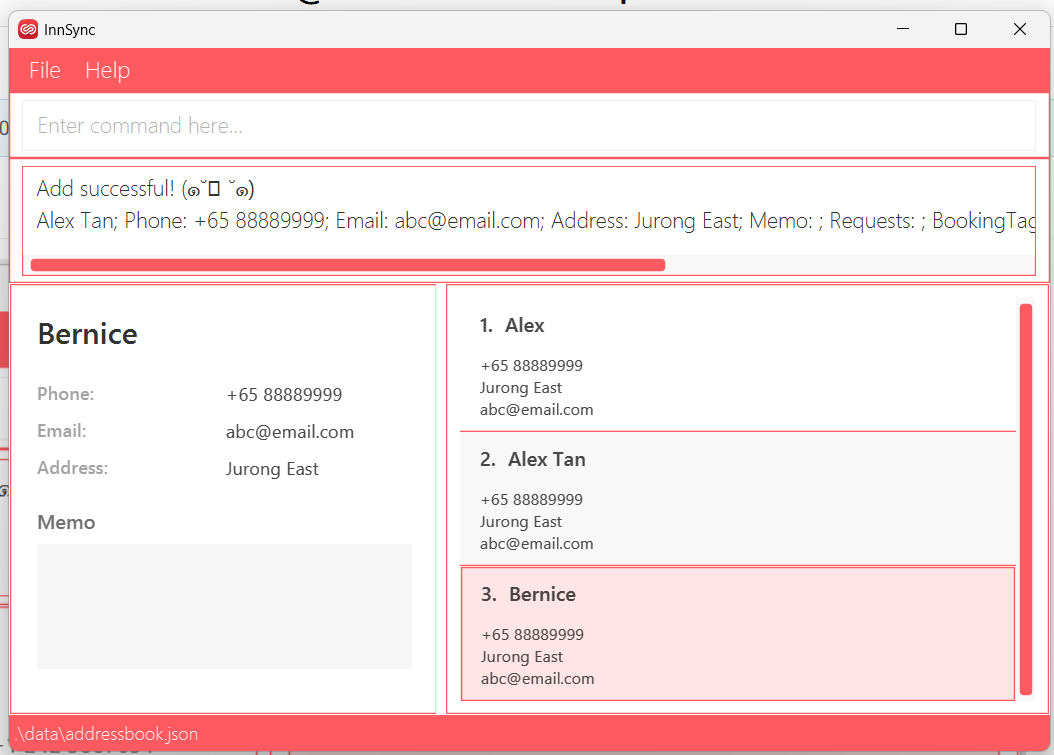 InnSync
File Help
Enter command here...
Add successful! (๑˘ ˘๑)
Alex Tan; Phone: +65 88889999; Email: abc@email.com; Address: Jurong East; Memo: ; Requests: ; BookingTag
Bernice
Phone: +65 88889999
Email: abc@email.com
Address: Jurong East
Memo
1. Alex
+65 88889999
Jurong East
abc@email.com
2. Alex Tan
+65 88889999
Jurong East
abc@email.com
3. Bernice
+65 88889999
Jurong East
abc@email.com
.\data\addressbook.json